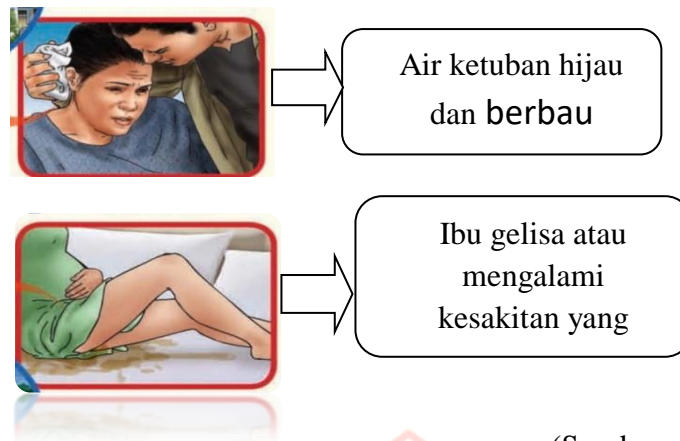 Air ketuban hijau
dan berbau
Ibu gelisa atau
mengalami
kesakitan yang